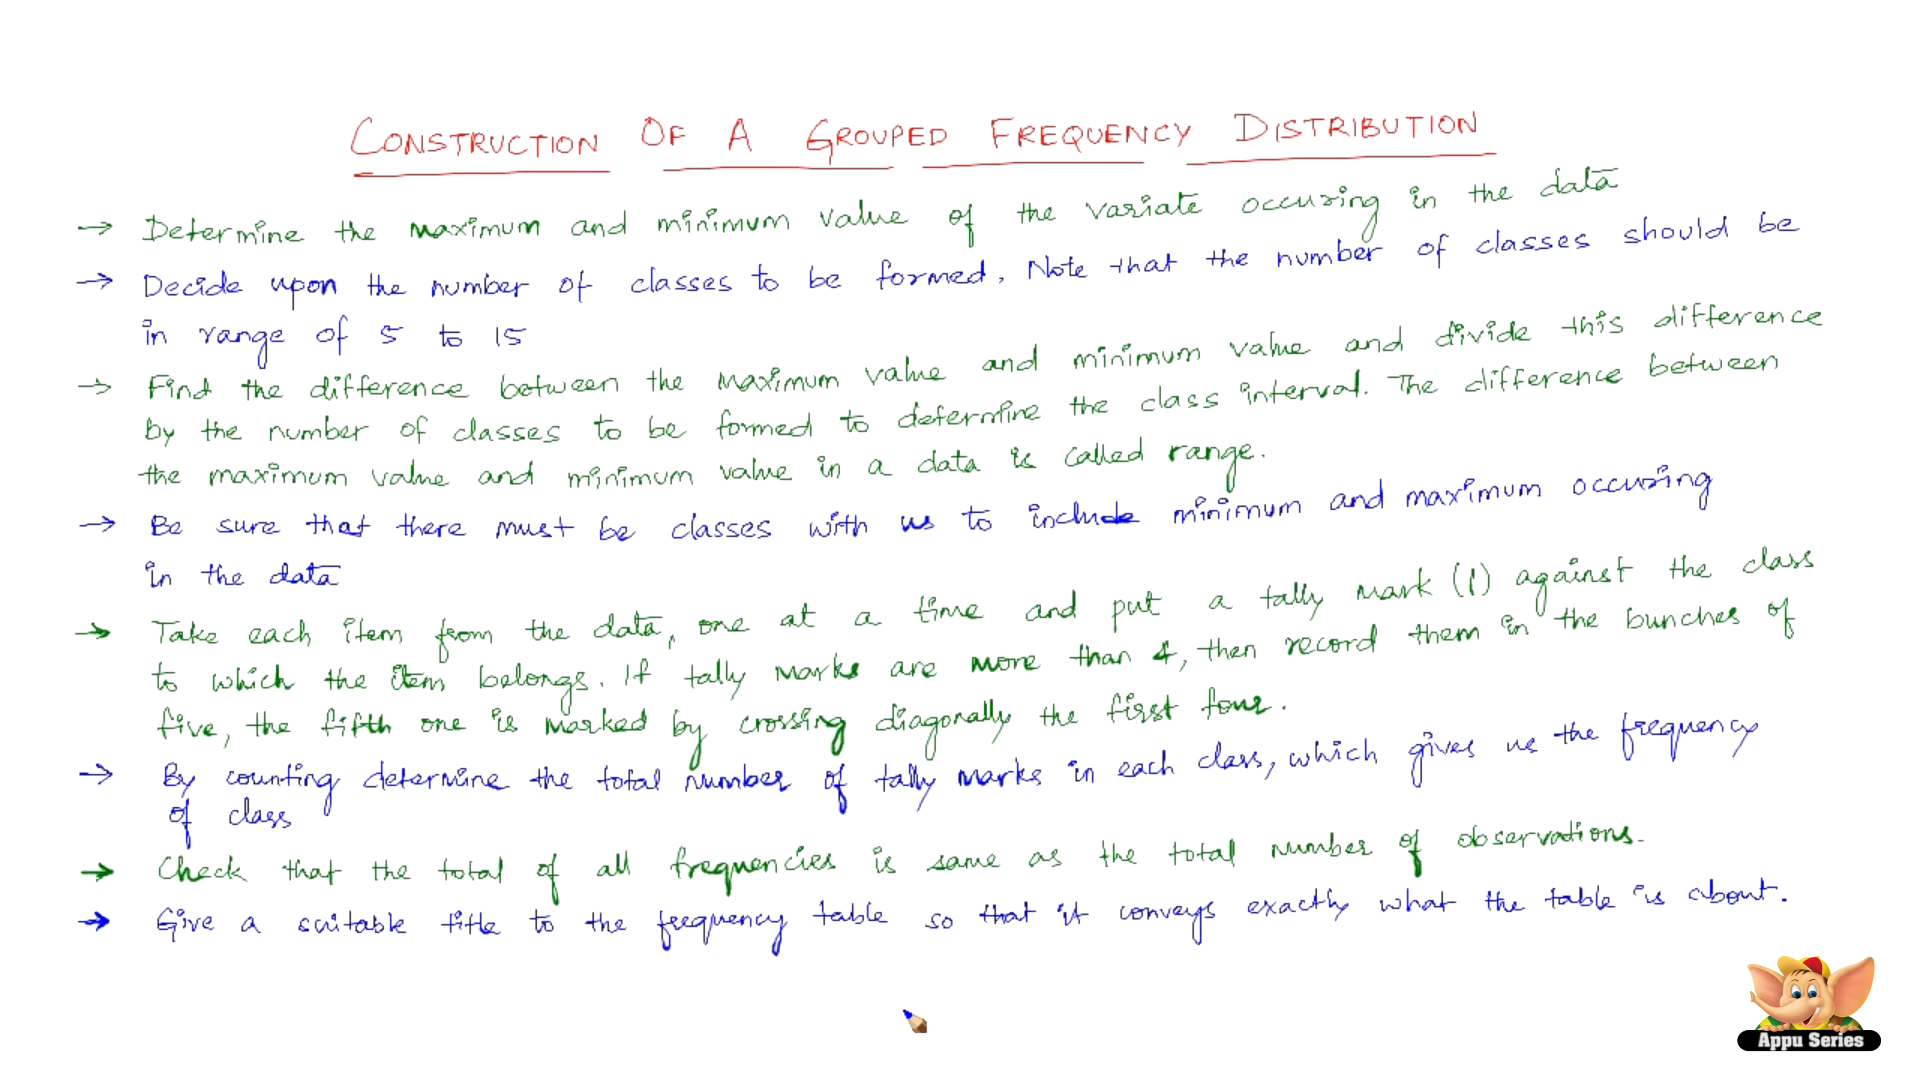 CONSTRUCTION OF A GROUPED FREQUENCY DISTRIBUTION
→ Determine the maximum and minimum value of the variate occuring in the data
→ Decide upon the number of classes to be formed. Note that the number of classes should be
in range of 5 to 15
→ Find the difference between the maximum value and minimum value and divide this difference
by the number of classes to be formed to determine the class interval. The difference between
the maximum value and minimum value in a data is called range.
→ Be sure that there must be classes with us to include minimum and maximum occuring
in the data
→ Take each item from the data, one at a time and put a tally mark (1) against the class
to which the item belongs. If tally marks are more than 4, then record them in the bunches of
five, the fifth one is marked by crossing diagonally the first four.
→ By counting determine the total number of tally marks in each class, which gives us the frequency
of class
→ Check that the total of all frequencies is same as the total number of observations.
→ Give a suitable title to the frequency table so that it conveys exactly what the table is about.
Appu Series